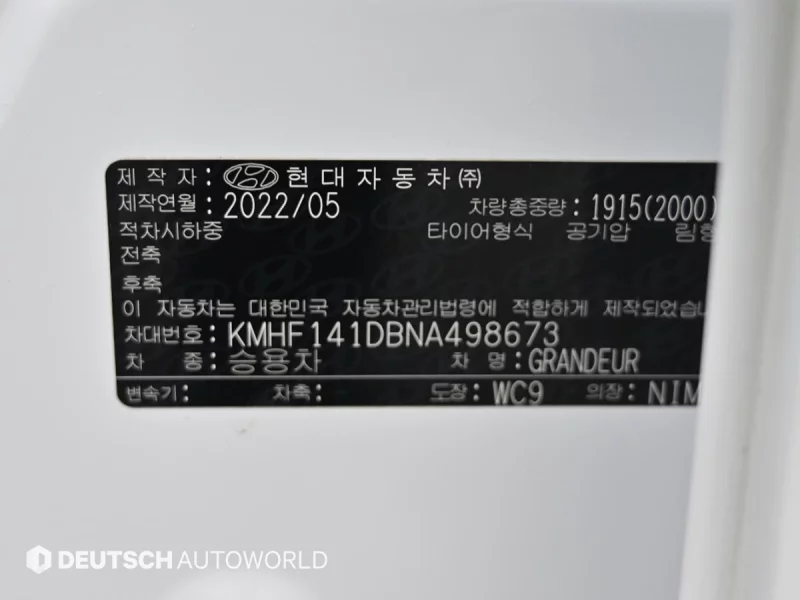 제 작 자 : 현 대 자 동 차 ㈜
제작연월 : 2022/05 차량총중량 : 1915(2000)
적차시하중 타이어형식 공기압 림형
전축
후축
이 자동차는 대한민국 자동차관리법령에 적합하게 제작되었습
차대번호 : KMHF141DBNA498673
차 종 : 승용차 차 명 : GRANDEUR
변속기 : 차축 : 도장 : WC9 의장 : NIM
DEUTSCH AUTOWORLD